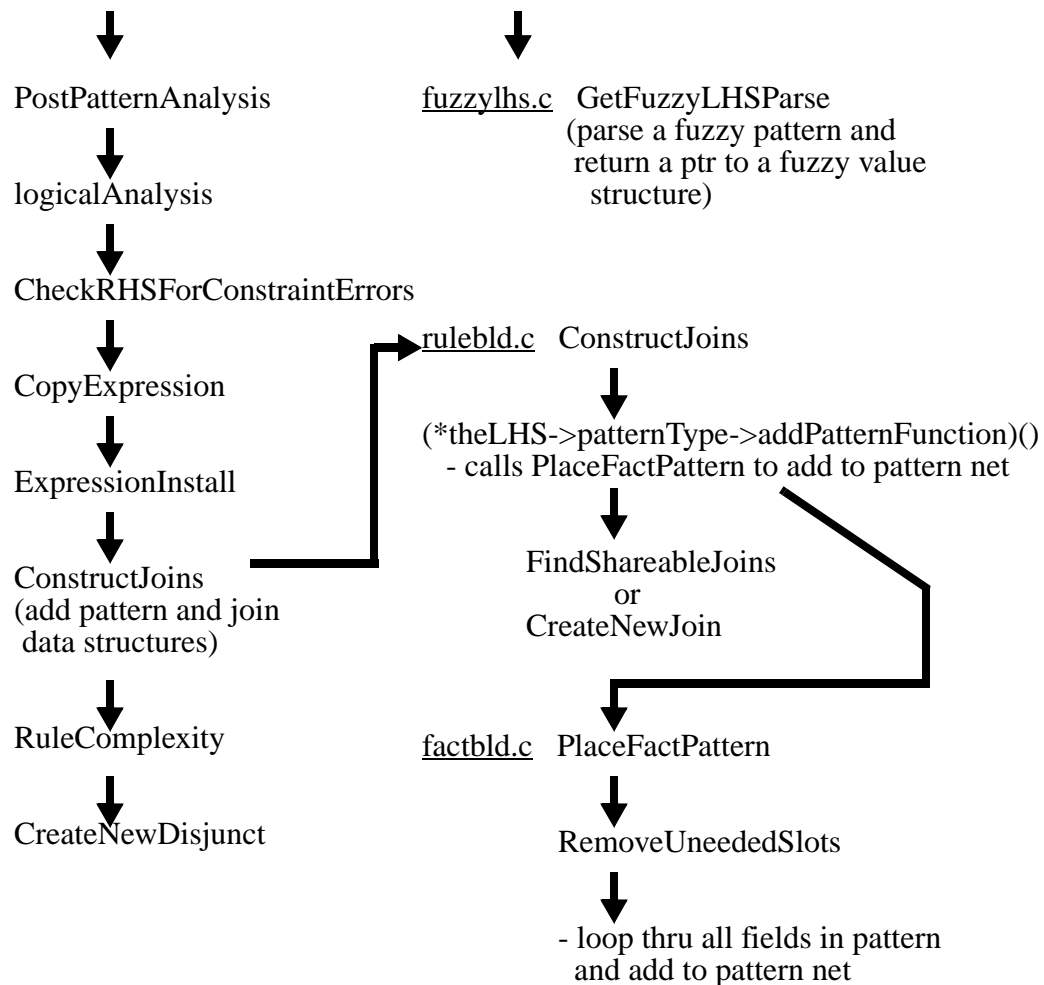 PostPatternAnalysis
logicalAnalysis
CheckRHSForConstraintErrors
CopyExpression
ExpressionInstall
ConstructJoins
(add pattern and join
data structures)
RuleComplexity
CreateNewDisjunct
fuzzylhs.c GetFuzzyLHSParse
(parse a fuzzy pattern and
return a ptr to a fuzzy value
structure)
rulebld.c ConstructJoins
(*theLHS->patternType->addPatternFunction)()
- calls PlaceFactPattern to add to pattern net
FindShareableJoins
or
CreateNewJoin
factbld.c PlaceFactPattern
RemoveUneededSlots
- loop thru all fields in pattern
and add to pattern net